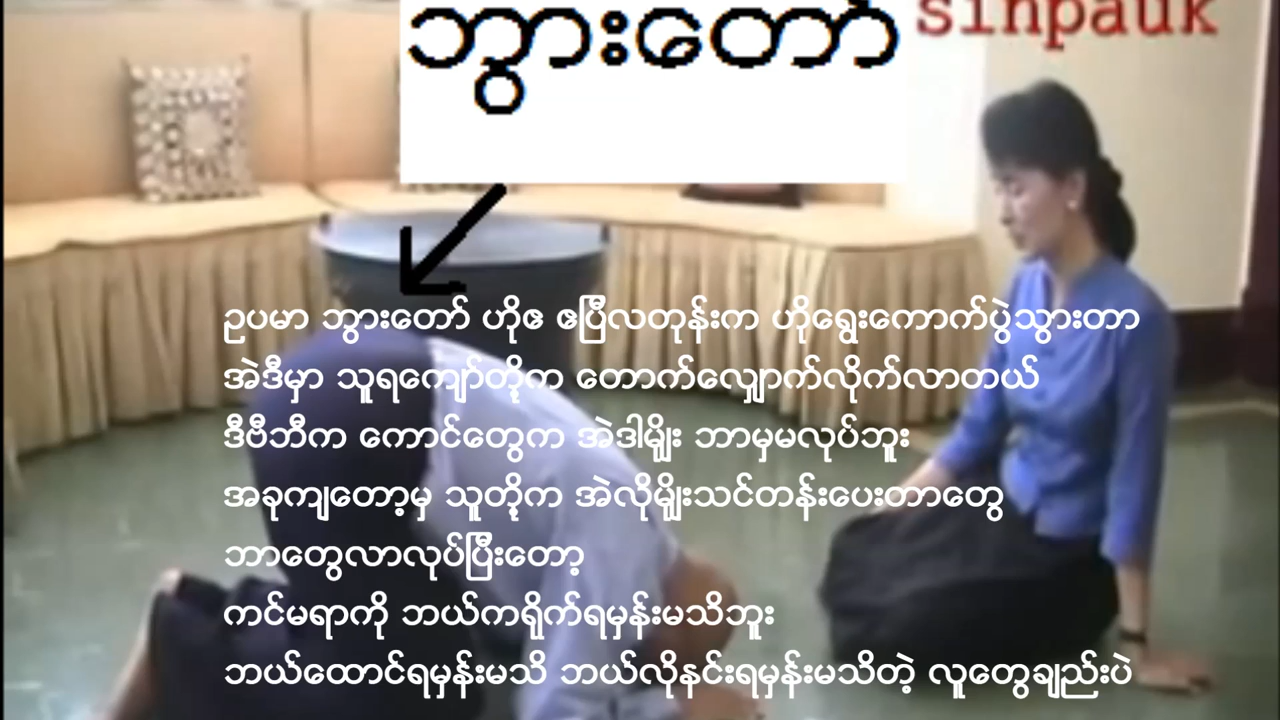 ဘွားတော်
sinpauk
ဥပမာ ဘွားတော် ဟိုဧ ဧပြီလတုန်းက ဟိုရွေးကောက်ပွဲသွားတာ
အဲဒီမှာ သူရကျော်တို့က တောက်လျှောက်လိုက်လာတယ်
ဒီဗီဘီက ကောင်တွေက အဲဒါမျိုး ဘာမှမလုပ်ဘူး
အခုကျတော့မှ သူတို့က အဲလိုမျိုးသင်တန်းပေးတာတွေ
ဘာတွေလာလုပ်ပြီးတော့
ကင်မရာကို ဘယ်ကရိုက်ရမှန်းမသိဘူး
ဘယ်ထောင်ရမှန်းမသိ ဘယ်လိုနင်းရမှန်းမသိတဲ့ လူတွေချည်းပဲ